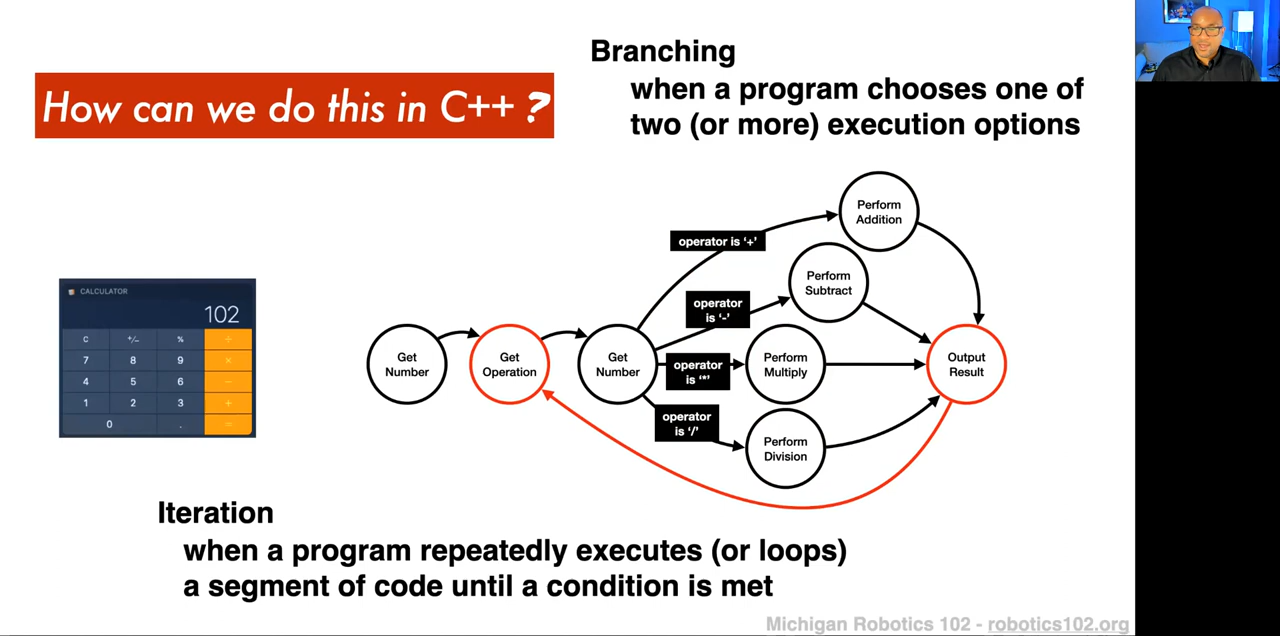 How can we do this in C++ ?
Branching
when a program chooses one of
two (or more) execution options
CALCULATOR
102
C +/− % ÷
7 8 9 ×
4 5 6 −
1 2 3 +
0 . =
Get
Number
Get
Operation
Get
Number
operator is ‘+’
operator
is ‘-’
operator
is ‘*’
operator
is ‘/’
Perform
Addition
Perform
Subtract
Perform
Multiply
Perform
Division
Output
Result
Iteration
when a program repeatedly executes (or loops)
a segment of code until a condition is met
Michigan Robotics 102 - robotics102.org